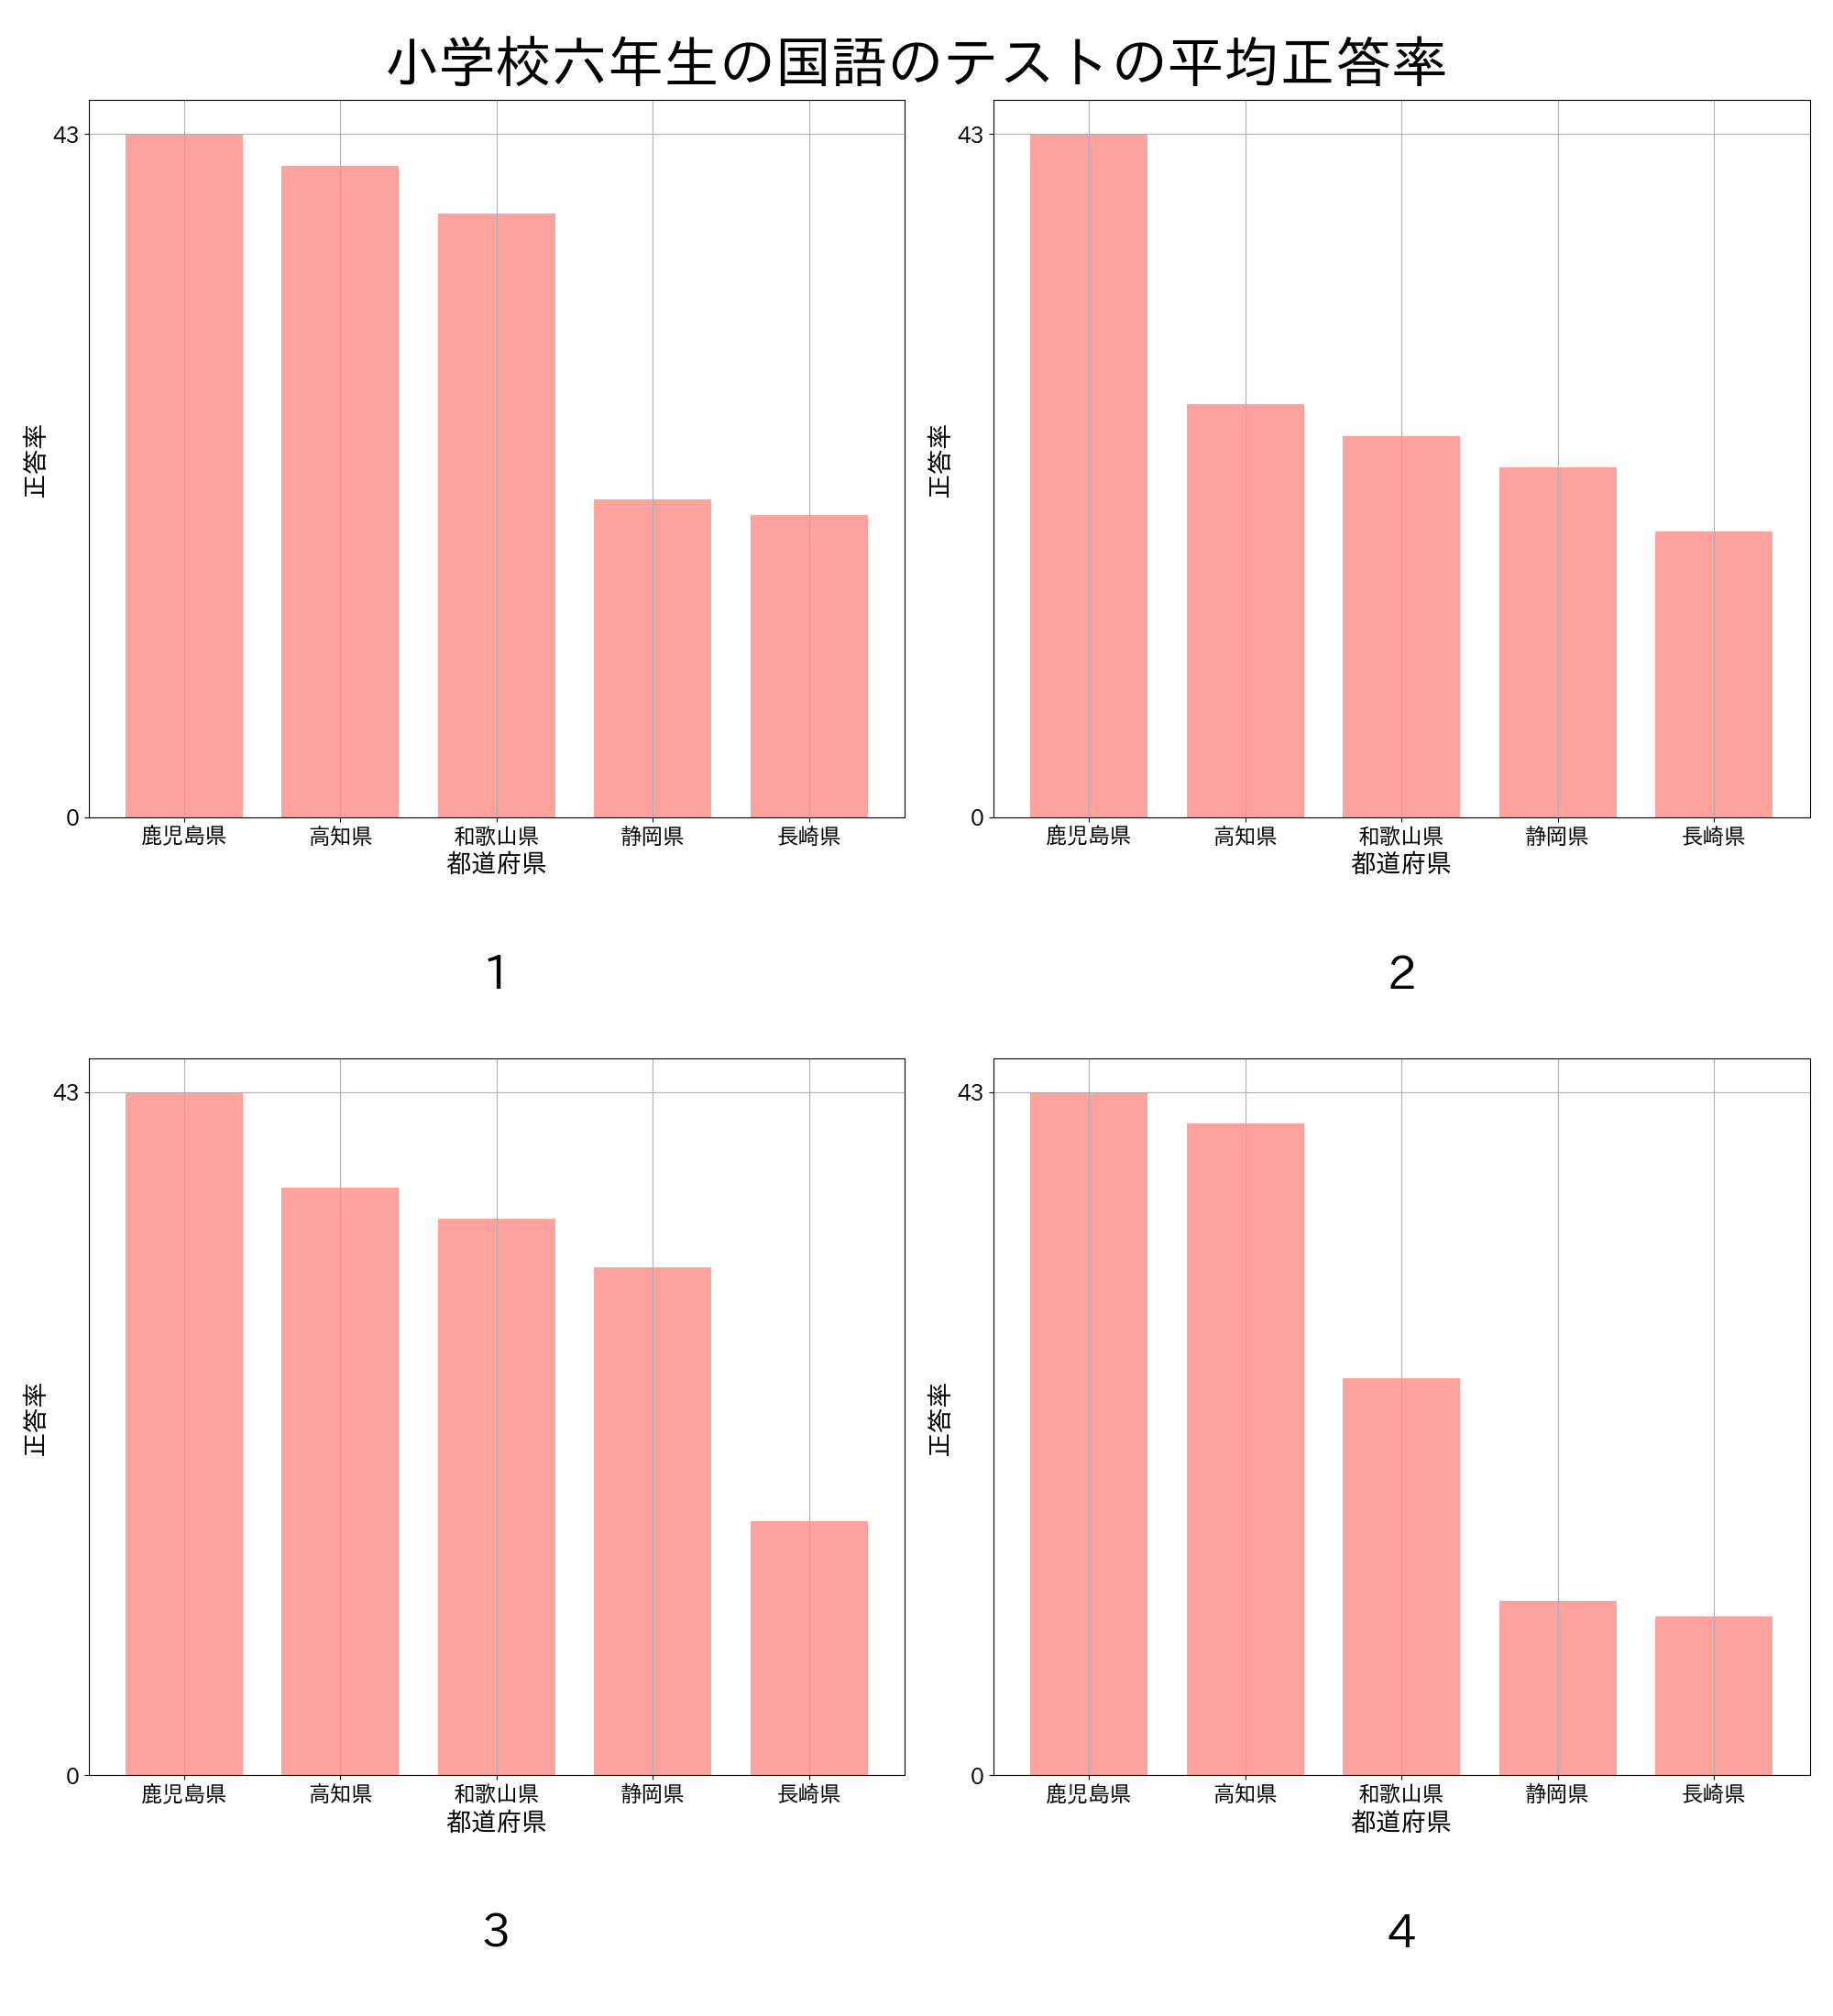 小学校六年生の国語のテストの平均正答率
43
正答率
0
鹿児島県 高知県 和歌山県 静岡県 長崎県
都道府県
1
43
正答率
0
鹿児島県 高知県 和歌山県 静岡県 長崎県
都道府県
2
43
正答率
0
鹿児島県 高知県 和歌山県 静岡県 長崎県
都道府県
3
43
正答率
0
鹿児島県 高知県 和歌山県 静岡県 長崎県
都道府県
4